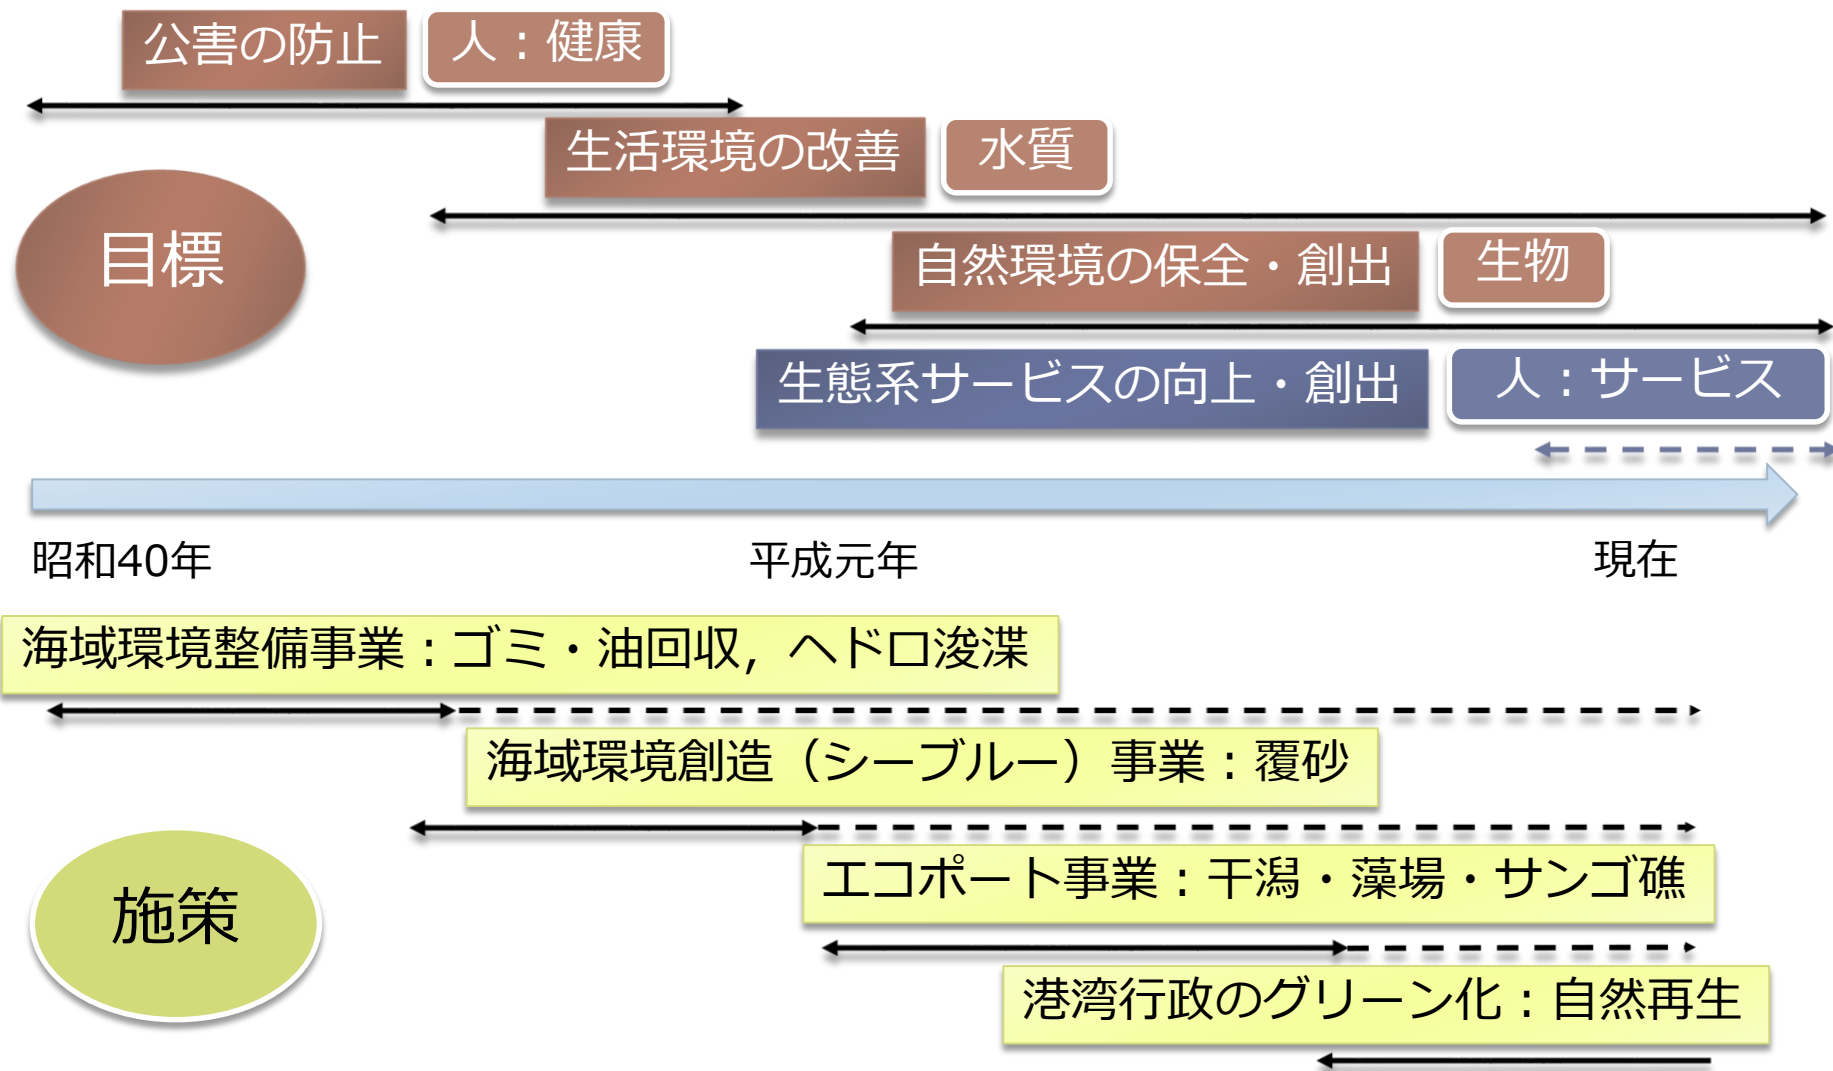 公害の防止
人：健康
生活環境の改善
水質
目標
自然環境の保全・創出
生物
生態系サービスの向上・創出
人：サービス
昭和40年
平成元年
現在
海域環境整備事業：ゴミ・油回収，ヘドロ浚渫
海域環境創造（シーブルー）事業：覆砂
施策
エコポート事業：干潟・藻場・サンゴ礁
港湾行政のグリーン化：自然再生